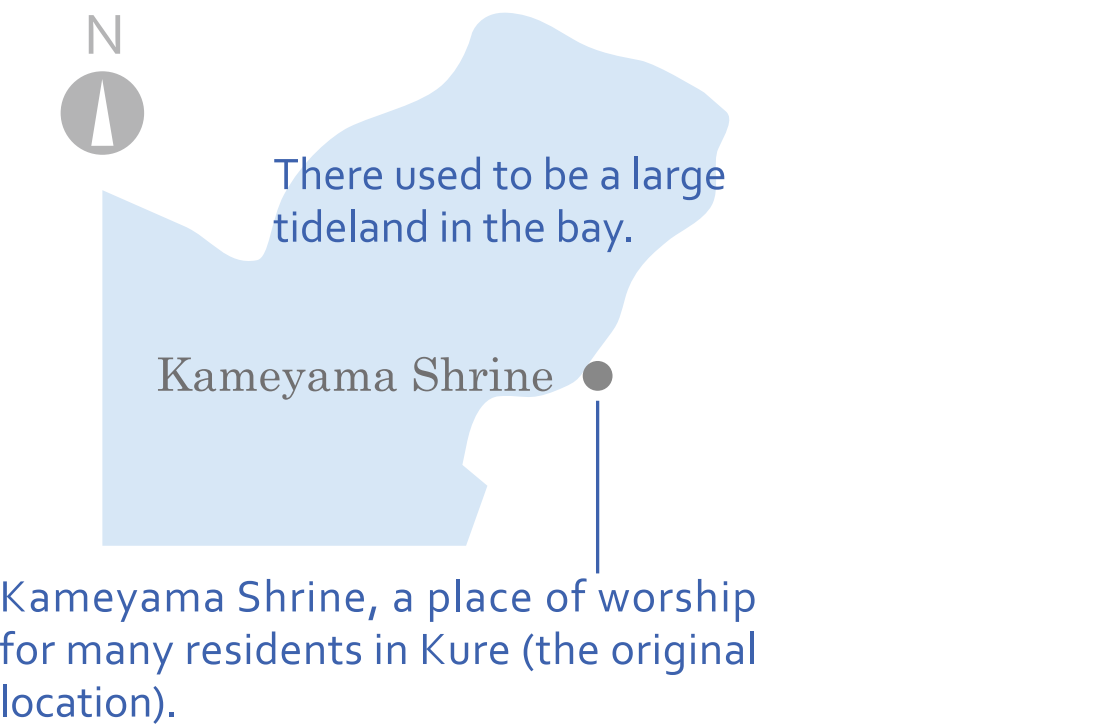 N
There used to be a large
tideland in the bay.
Kameyama Shrine
Kameyama Shrine, a place of worship
for many residents in Kure (the original
location).